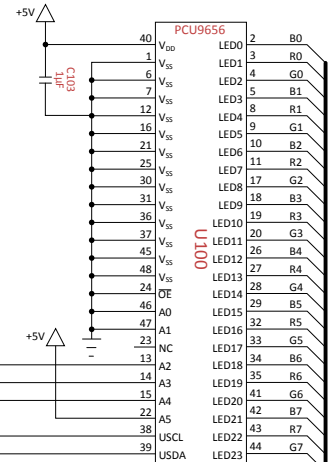 +5V
PCU9656
C103
1µF
40 VDD LED0 2 B0
1 VSS LED1 3 R0
6 VSS LED2 4 G0
7 VSS LED3 5 B1
12 VSS LED4 8 R1
16 VSS LED5 9 G1
21 VSS LED6 10 B2
25 VSS LED7 11 R2
30 VSS LED8 17 G2
31 VSS LED9 18 B3
36 VSS LED10 19 R3
37 VSS LED11 20 G3
45 VSS LED12 26 B4
48 VSS LED13 27 R4
24 OE LED14 28 G4
46 A0 LED15 29 B5
47 A1 LED16 32 R5
23 NC LED17 33 G5
13 A2 LED18 34 B6
14 A3 LED19 35 R6
15 A4 LED20 41 G6
22 A5 LED21 42 B7
38 USCL LED22 43 R7
39 USDA LED23 44 G7
U100
+5V